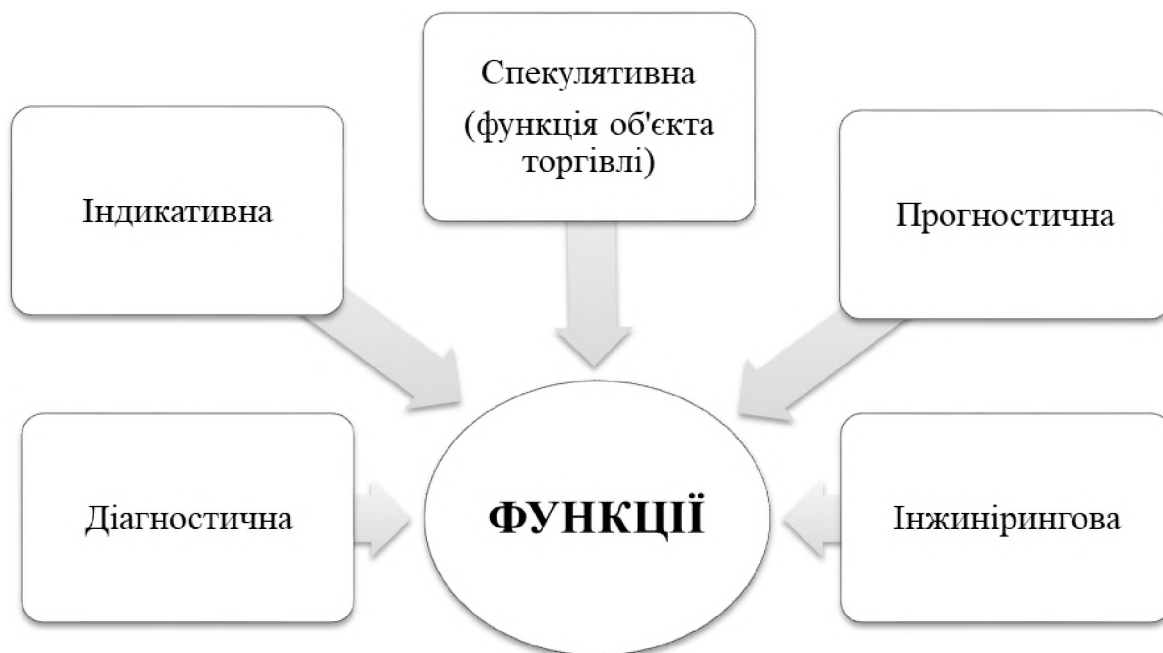 Спекулятивна
(функція об'єкта
торгівлі)
Індикативна
Прогностична
Діагностична
ФУНКЦІЇ
Інжинірингова